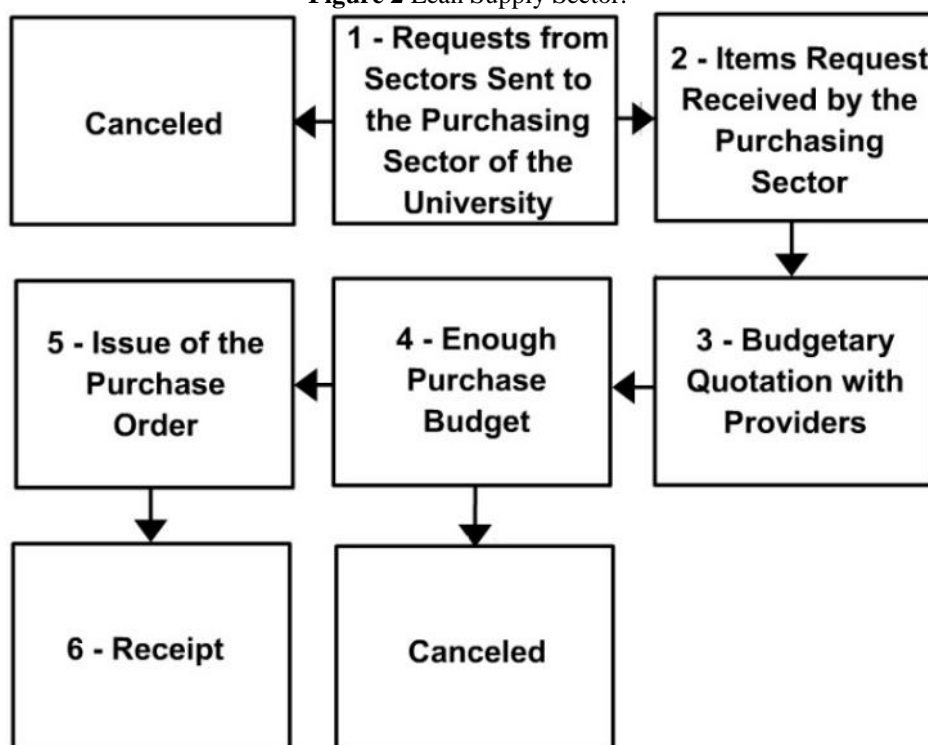 Figure 2 Lean Supply Sector.
Canceled
1 - Requests from
Sectors Sent to
the Purchasing
Sector of the
University
2 - Items Request
Received by the
Purchasing
Sector
5 - Issue of the
Purchase
Order
4 - Enough
Purchase
Budget
3 - Budgetary
Quotation with
Providers
6 - Receipt
Canceled